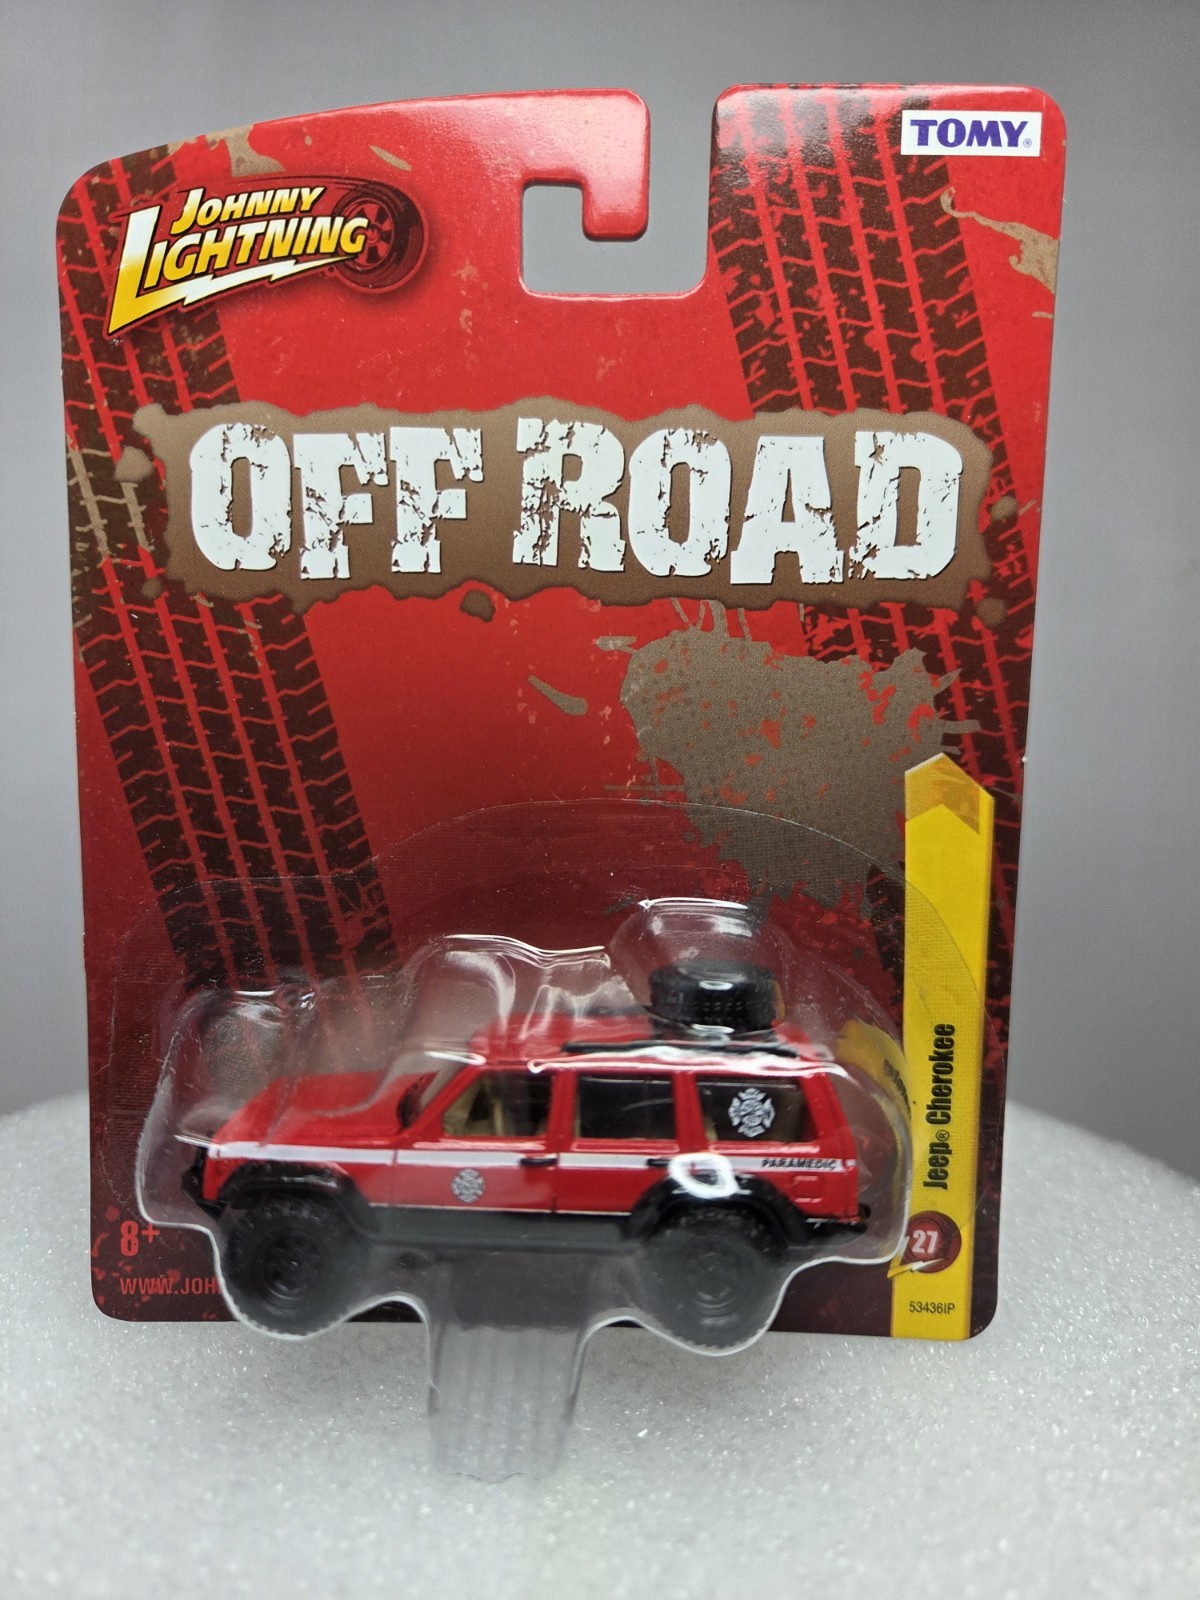 TOMY®
JOHNNY
LIGHTNING
OFF ROAD
Jeep® Cherokee
PARAMEDIC
8+
WWW.JOH
27
53436IP